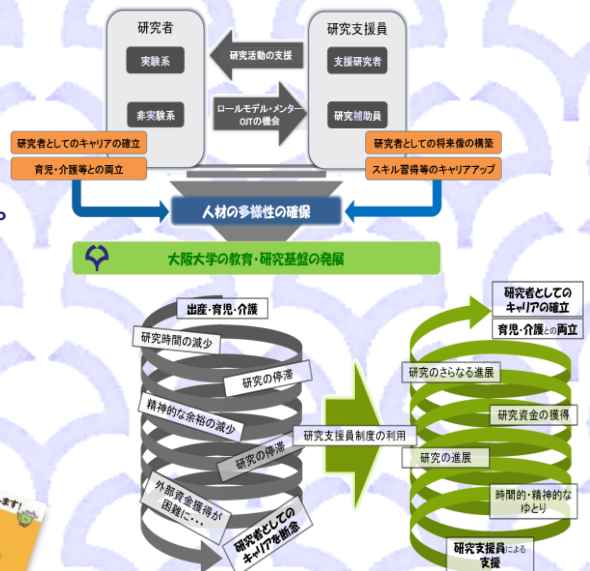 研究者
研究支援員
実験系
研究活動の支援
支援研究者
非実験系
ロールモデル・メンター
OJTの機会
研究補助員
研究者としてのキャリアの確立
育児・介護等との両立
研究者としての将来像の構築
スキル習得等のキャリアアップ
。
人材の多様性の確保
大阪大学の教育・研究基盤の発展
出産・育児・介護
研究時間の減少
研究の停滞
精神的な余裕の減少
研究の停滞
外部資金獲得が
困難に・・・
研究者としての
キャリアを断念
研究支援員制度の利用
研究者としての
キャリアの確立
育児・介護との両立
研究のさらなる進展
研究資金の獲得
研究の進展
時間的・精神的な
ゆとり
研究支援員による
支援
します!